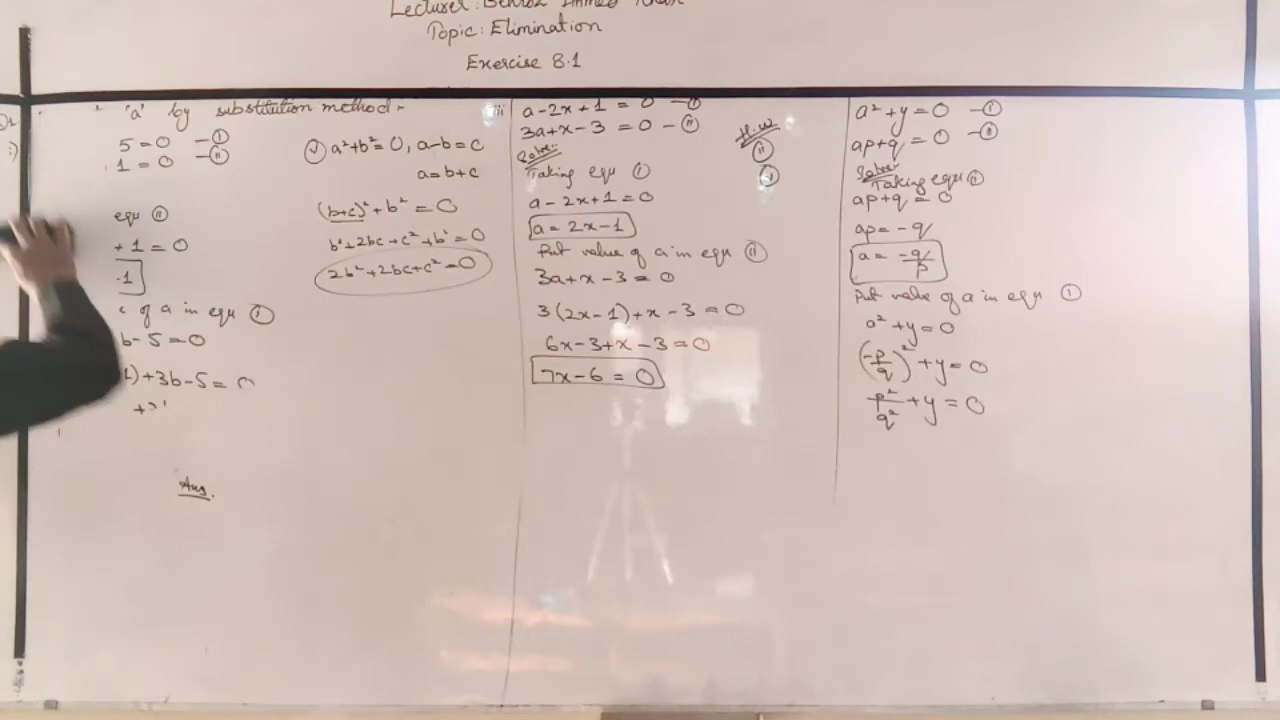 Topic: Elimination
Exercise 8.1
'a' by substitution method:-
5 = 0 — Ⓘ
1 = 0 — Ⓘⓘ
equ Ⓘⓘ
+ 1 = 0
-1
of a in equ Ⓘ
b - 5 = 0
) + 3b - 5 = 0
Ans.
a² + b² = 0, a - b = c
a = b + c
(b+c)² + b² = 0
b² + 2bc + c² + b² = 0
2b² + 2bc + c² = 0
iii a - 2x + 1 = 0 — Ⓘ
3a + x - 3 = 0 — Ⓘⓘ
Solve:-
Taking equ Ⓘ
a - 2x + 1 = 0
a = 2x - 1
Put value of a in equ Ⓘⓘ
3a + x - 3 = 0
3(2x - 1) + x - 3 = 0
6x - 3 + x - 3 = 0
7x - 6 = 0
H.W
a² + y = 0 — Ⓘ
ap + q = 0 — Ⓘⓘ
Solve:-
Taking equ Ⓘⓘ
ap + q = 0
ap = - q
a = -q/p
Put value of a in equ Ⓘ
a² + y = 0
(-p/q)² + y = 0
p²/q² + y = 0